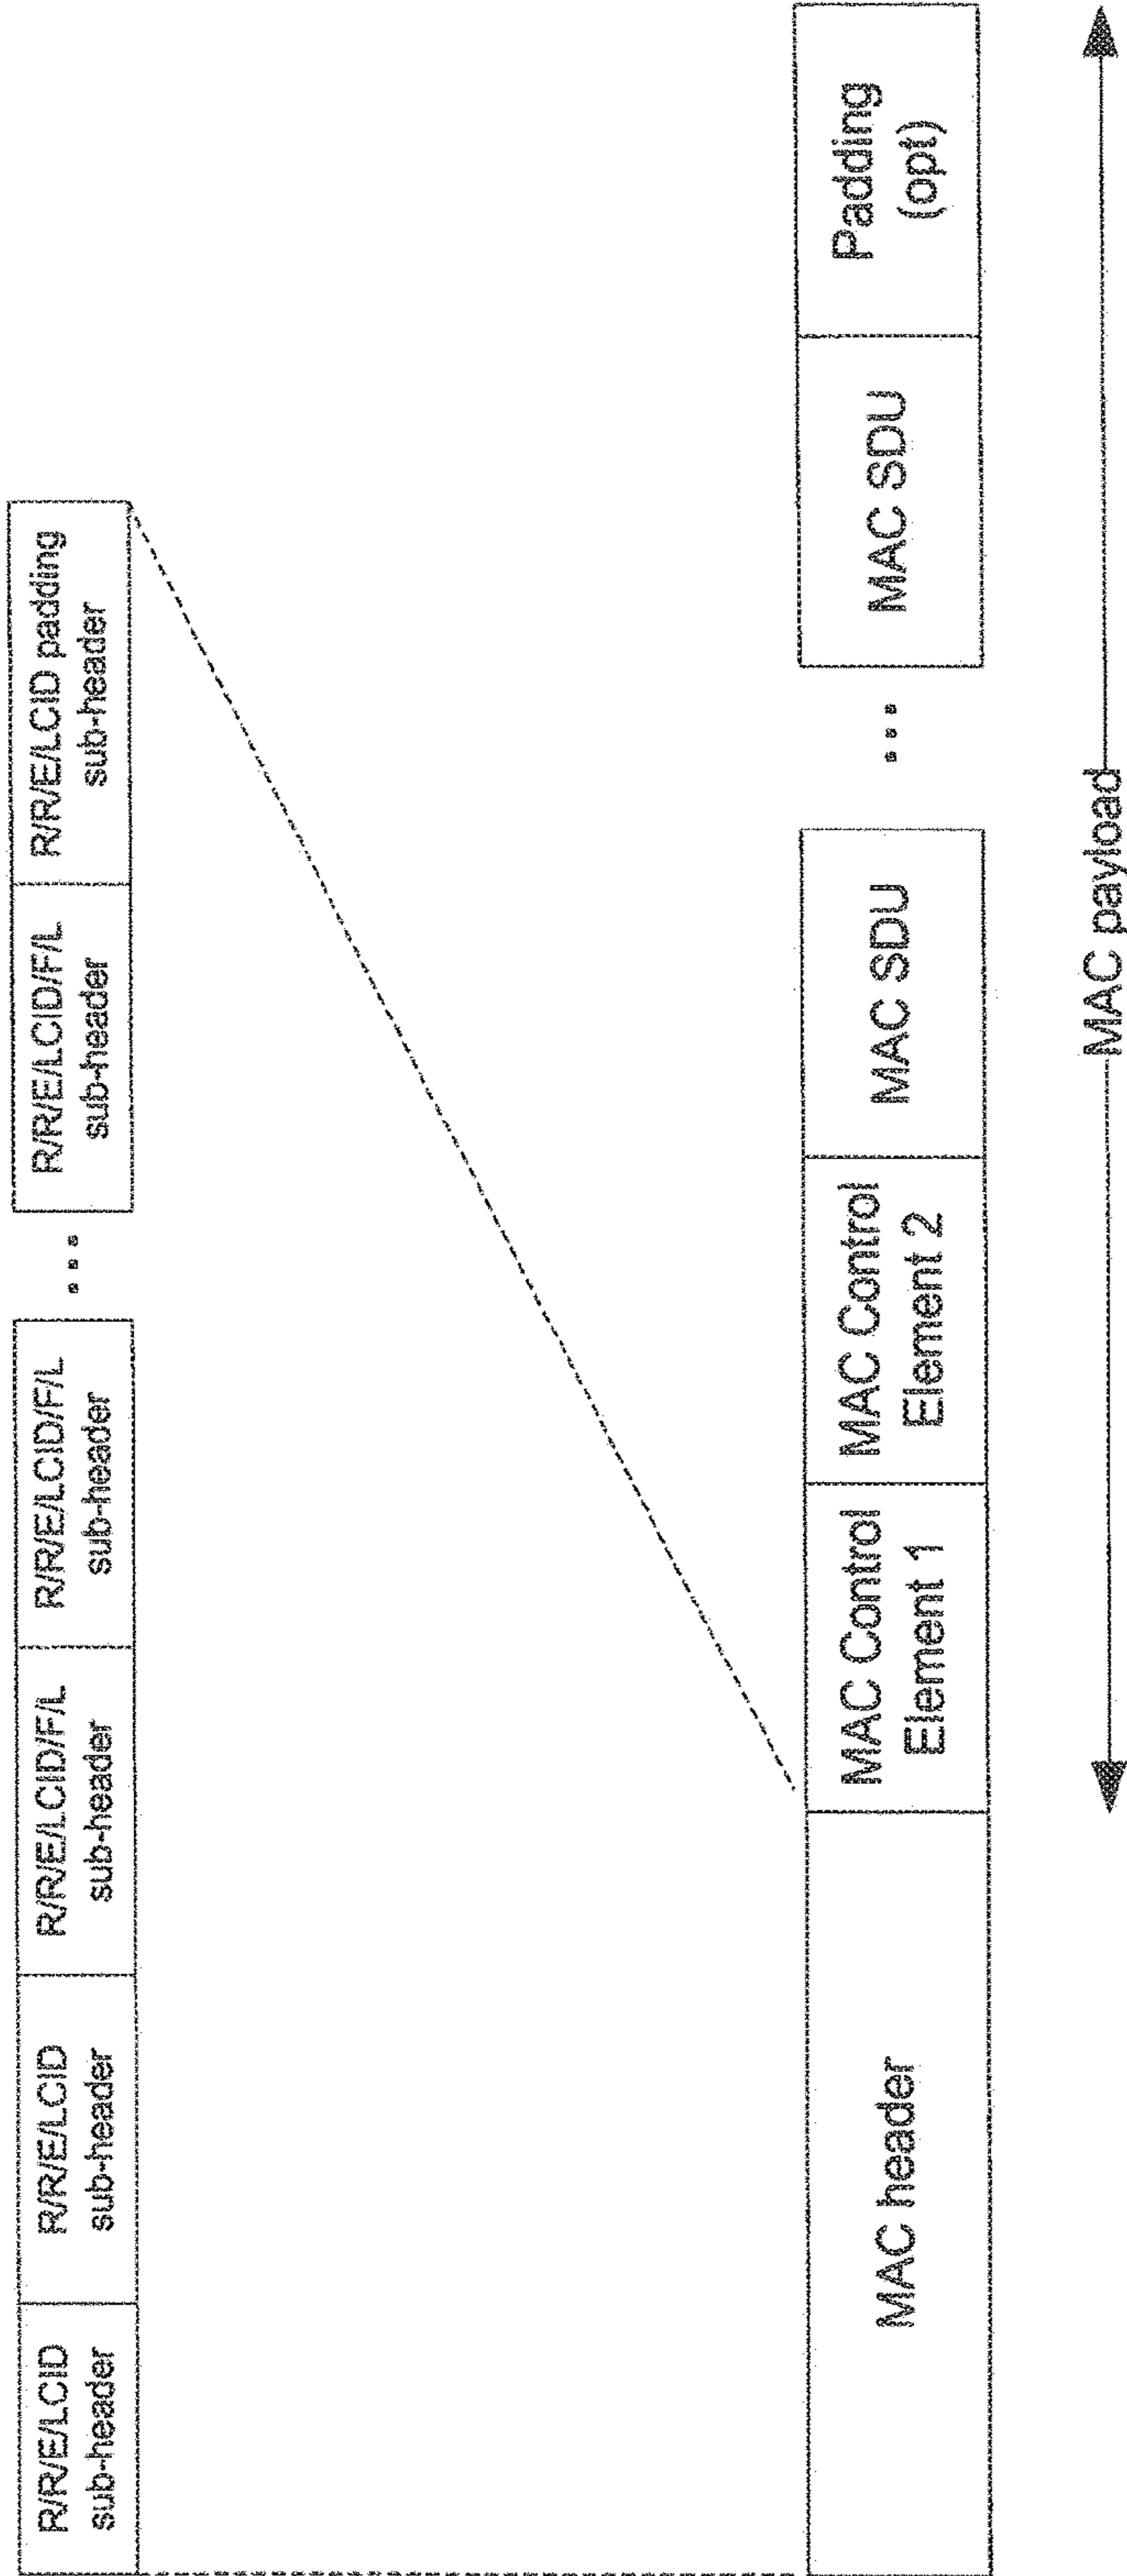 R/R/E/LCID
sub-header
R/R/E/LCID
sub-header
R/R/E/LCID/F/L
sub-header
R/R/E/LCID/F/L
sub-header
...
R/R/E/LCID/F/L
sub-header
R/R/E/LCID padding
sub-header
MAC header
MAC Control
Element 1
MAC Control
Element 2
MAC SDU
...
MAC SDU
Padding
(opt)
MAC payload